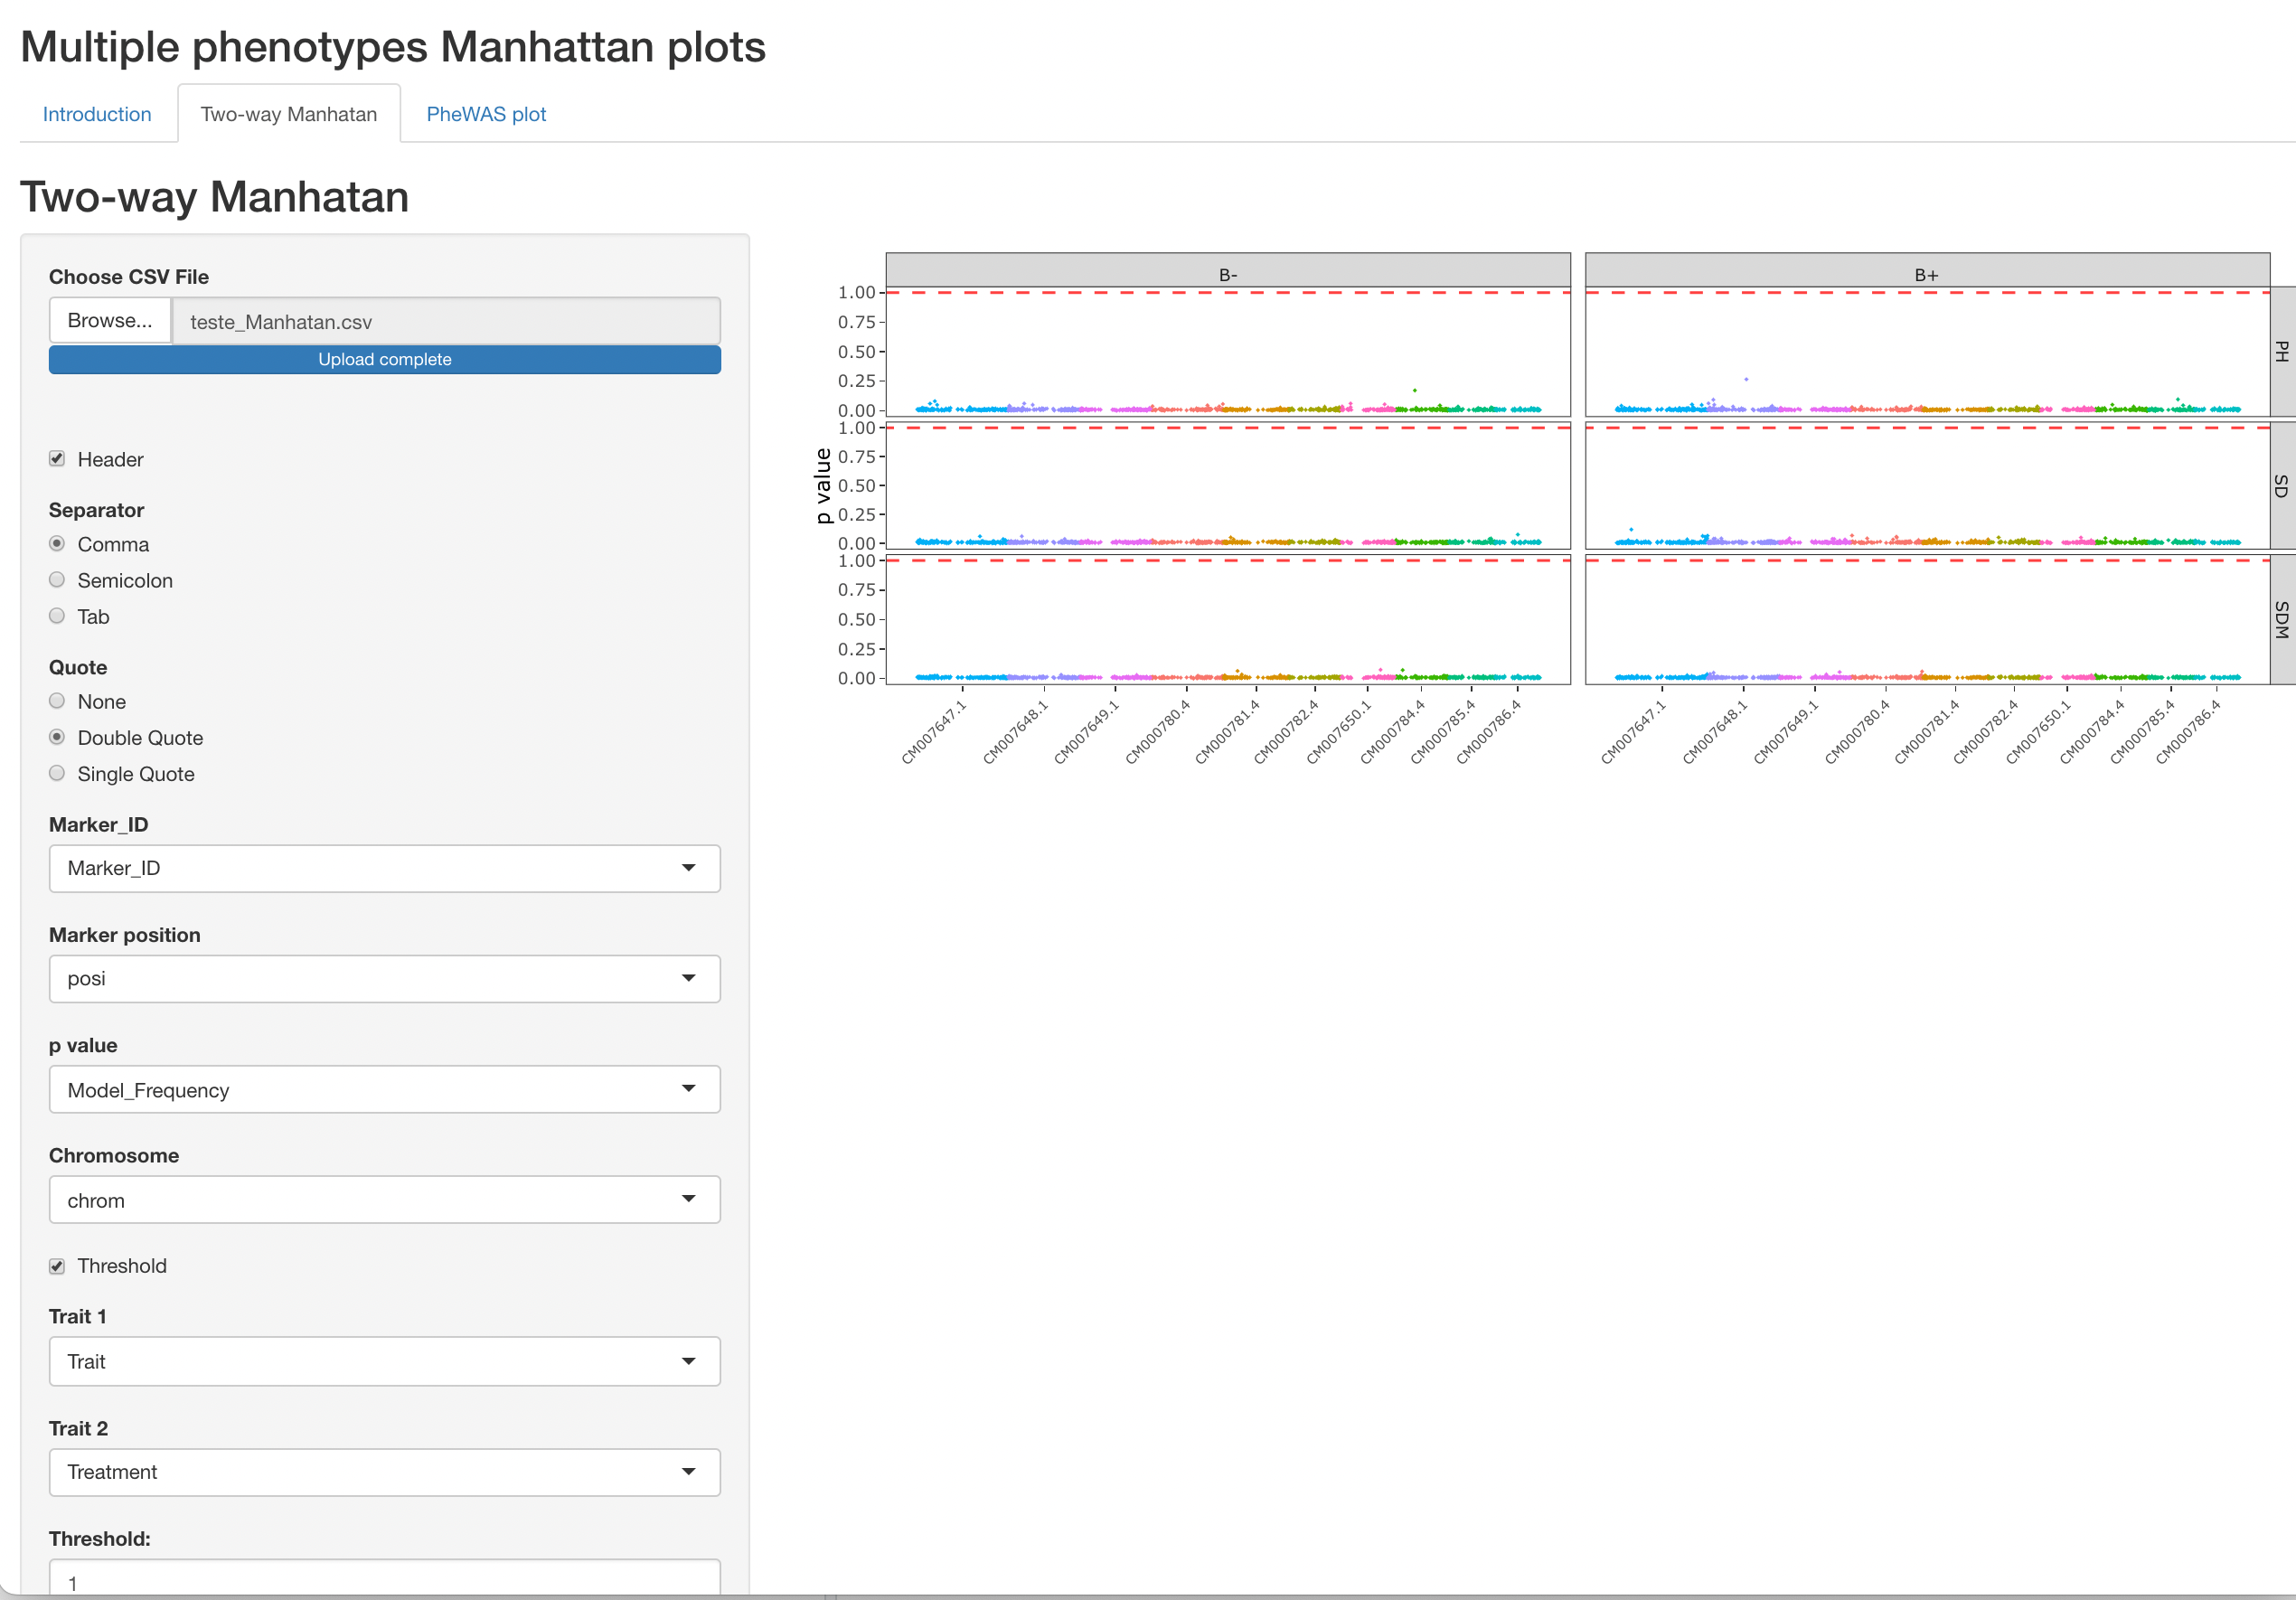 Multiple phenotypes Manhattan plots
Introduction
Two-way Manhatan
PheWAS plot
Two-way Manhatan
Choose CSV File
Browse...
teste_Manhatan.csv
Upload complete
Header
Separator
Comma
Semicolon
Tab
Quote
None
Double Quote
Single Quote
Marker_ID
Marker_ID
Marker position
posi
p value
Model_Frequency
Chromosome
chrom
Threshold
Trait 1
Trait
Trait 2
Treatment
Threshold:
1
B-
B+
p value
1.00
0.75
0.50
0.25
0.00
PH
1.00
0.75
0.50
0.25
0.00
SD
1.00
0.75
0.50
0.25
0.00
SDM
CM007647.1
CM007648.1
CM007649.1
CM000780.4
CM000781.4
CM000782.4
CM007650.1
CM000784.4
CM000785.4
CM000786.4
CM007647.1
CM007648.1
CM007649.1
CM000780.4
CM000781.4
CM000782.4
CM007650.1
CM000784.4
CM000785.4
CM000786.4